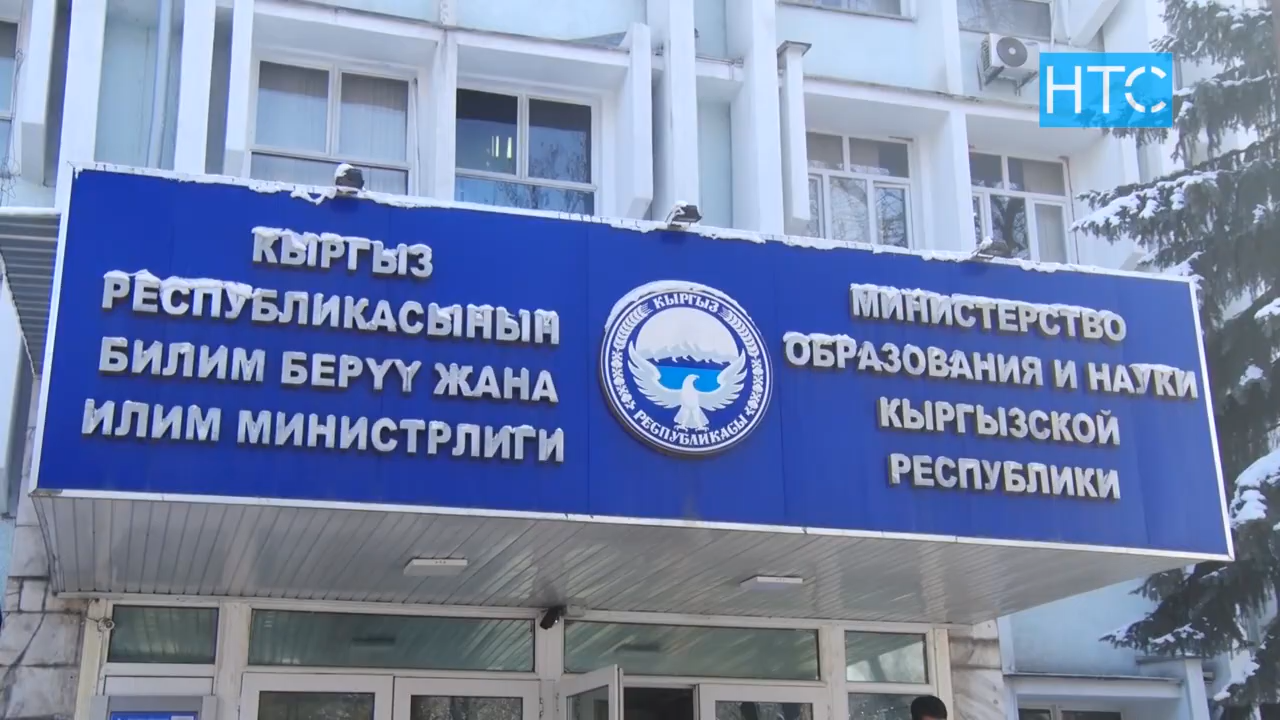 НТС
КЫРГЫЗ
РЕСПУБЛИКАСЫНЫН
БИЛИМ БЕРҮҮ ЖАНА
ИЛИМ МИНИСТРЛИГИ
КЫРГЫЗ
РЕСПУБЛИКАСЫ
МИНИСТЕРСТВО
ОБРАЗОВАНИЯ И НАУКИ
КЫРГЫЗСКОЙ
РЕСПУБЛИКИ